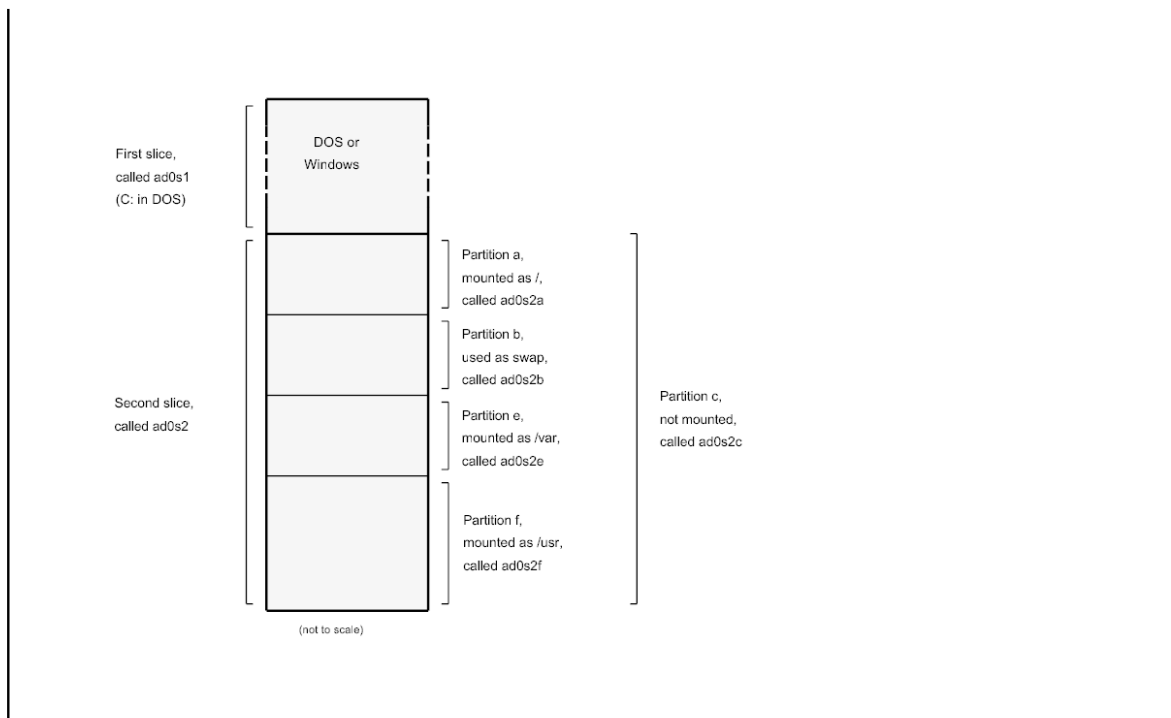 DOS or
Windows
First slice,
called ad0s1
(C: in DOS)
Partition a,
mounted as /,
called ad0s2a
Partition b,
used as swap,
called ad0s2b
Second slice,
called ad0s2
Partition e,
mounted as /var,
called ad0s2e
Partition c,
not mounted,
called ad0s2c
Partition f,
mounted as /usr,
called ad0s2f
(not to scale)